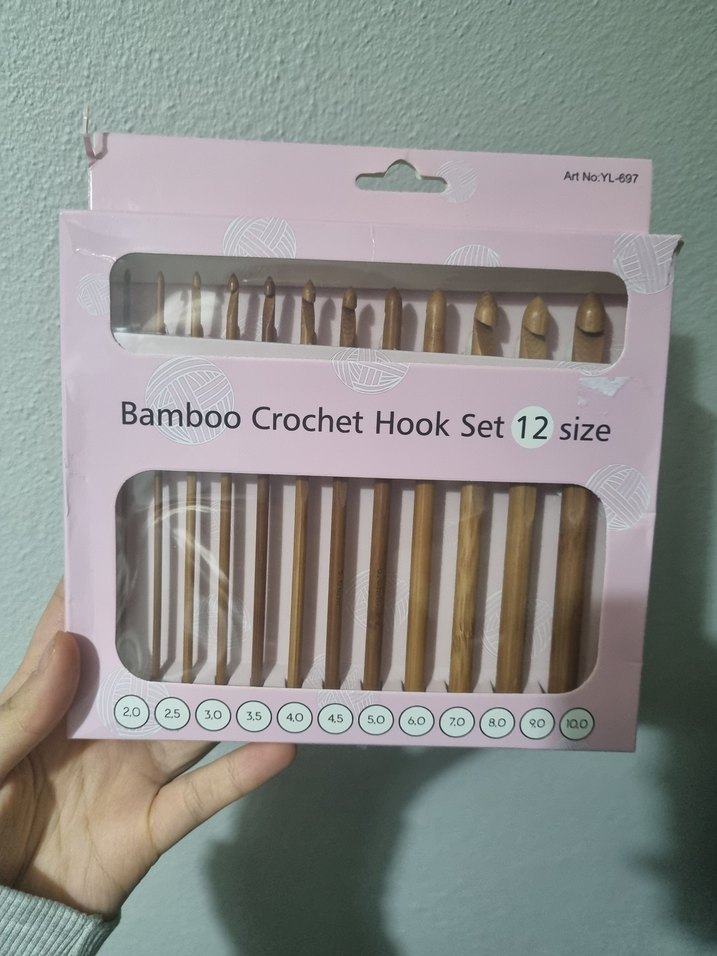 Art No:YL-697
Bamboo Crochet Hook Set 12 size
2,0 2,5 3,0 3,5 4,0 4,5 5,0 6,0 7,0 8,0 9,0 10,0